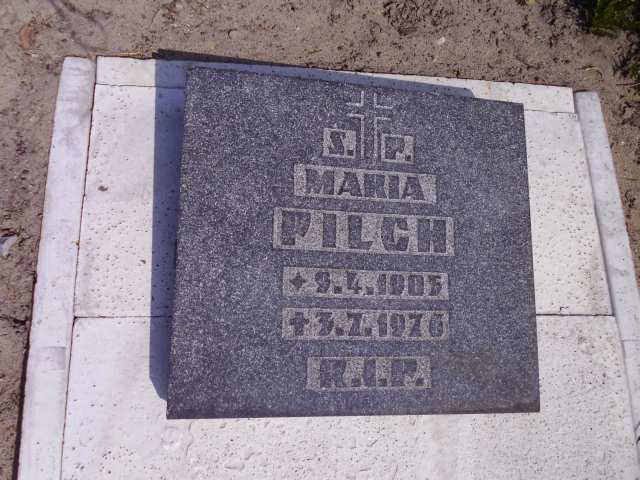 Ś. P.
MARIA
PILCH
9.4.1905
3.7.1976
R.I.P.